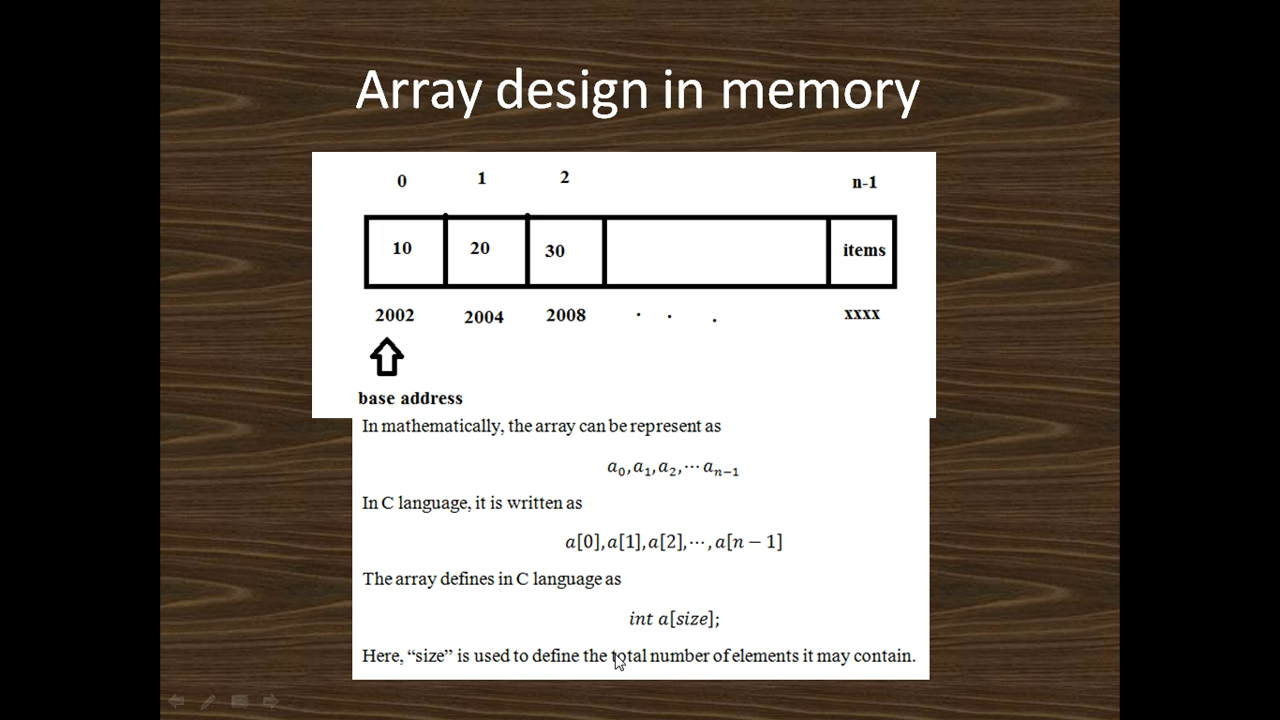 Array design in memory
0 1 2 n-1
10 20 30 items
2002 2004 2008 . . . xxxx
base address
In mathematically, the array can be represent as
a₀, a₁, a₂, ⋯ aₙ₋₁
In C language, it is written as
a[0], a[1], a[2], ⋯, a[n − 1]
The array defines in C language as
int a[size];
Here, “size” is used to define the total number of elements it may contain.